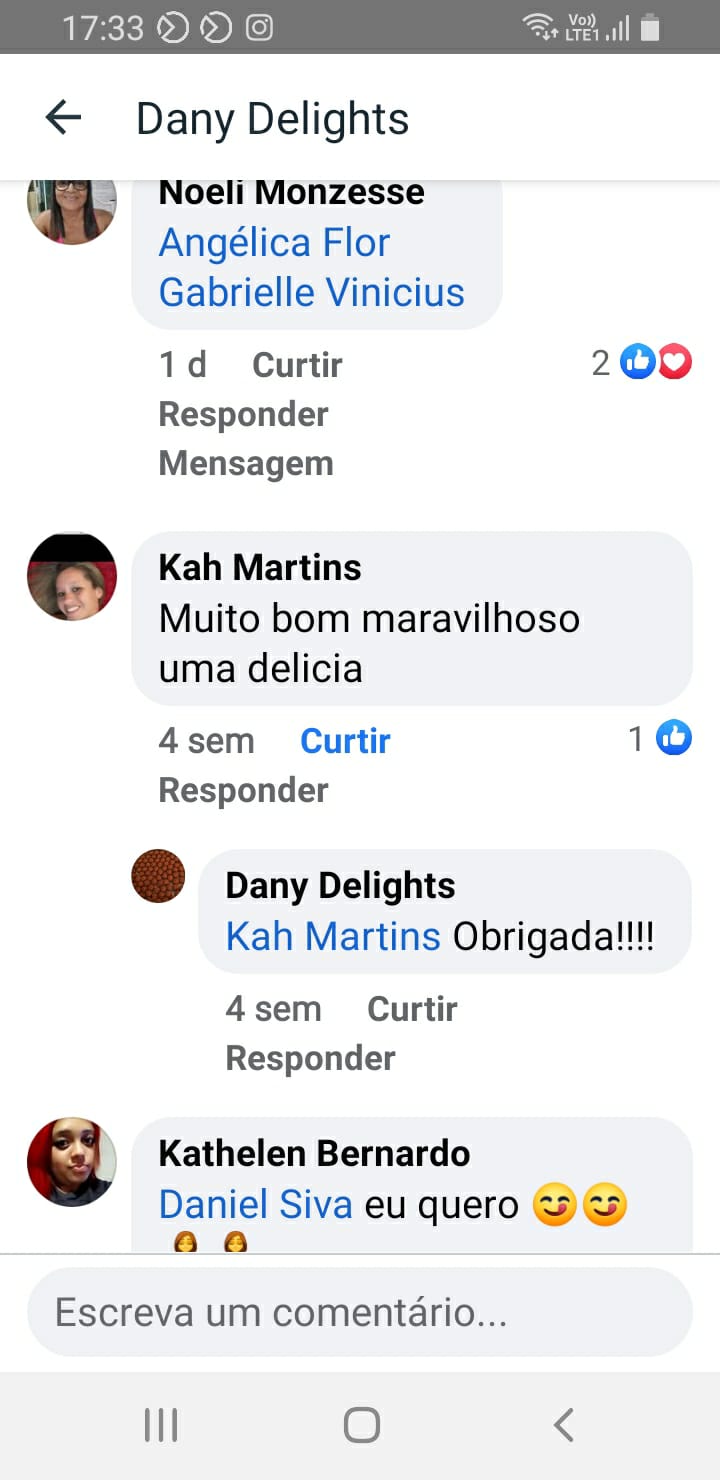 17:33
Vo))
LTE1
Dany Delights
Noeli Monzesse
Angélica Flor
Gabrielle Vinicius
1 d Curtir 2
Responder
Mensagem
Kah Martins
Muito bom maravilhoso
uma delicia
4 sem Curtir 1
Responder
Dany Delights
Kah Martins Obrigada!!!!
4 sem Curtir
Responder
Kathelen Bernardo
Daniel Siva eu quero 😋😋
Escreva um comentário...